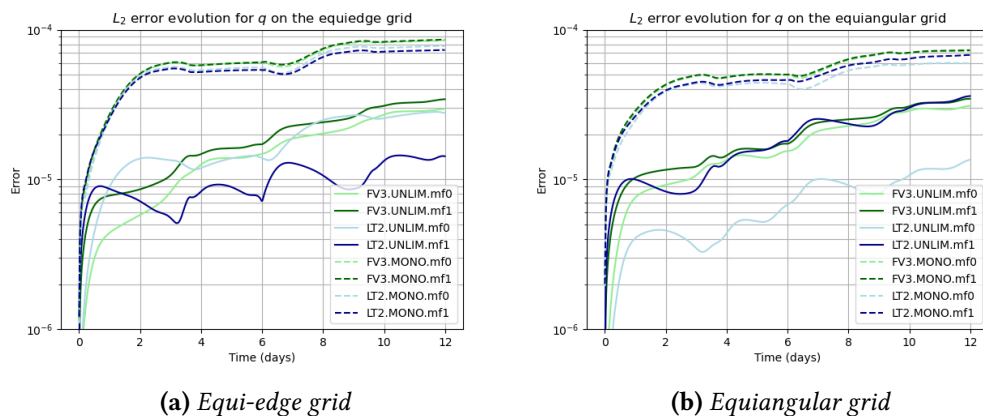 L2 error evolution for q on the equiedge grid
10^-4
10^-5
10^-6
Error
0 2 4 6 8 10 12
Time (days)
FV3.UNLIM.mf0
FV3.UNLIM.mf1
LT2.UNLIM.mf0
LT2.UNLIM.mf1
FV3.MONO.mf0
FV3.MONO.mf1
LT2.MONO.mf0
LT2.MONO.mf1
(a) Equi-edge grid
L2 error evolution for q on the equiangular grid
10^-4
10^-5
10^-6
Error
0 2 4 6 8 10 12
Time (days)
FV3.UNLIM.mf0
FV3.UNLIM.mf1
LT2.UNLIM.mf0
LT2.UNLIM.mf1
FV3.MONO.mf0
FV3.MONO.mf1
LT2.MONO.mf0
LT2.MONO.mf1
(b) Equiangular grid